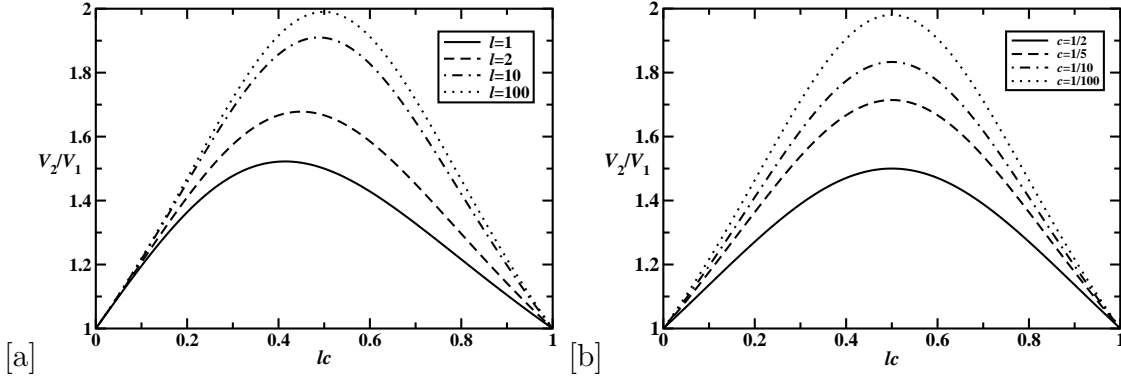 2
1.8
1.6
V2/V1
1.4
1.2
1
0 0.2 0.4 0.6 0.8 1
lc
l=1
l=2
l=10
l=100
[a]
2
1.8
1.6
V2/V1
1.4
1.2
1
0 0.2 0.4 0.6 0.8 1
lc
c=1/2
c=1/5
c=1/10
c=1/100
[b]